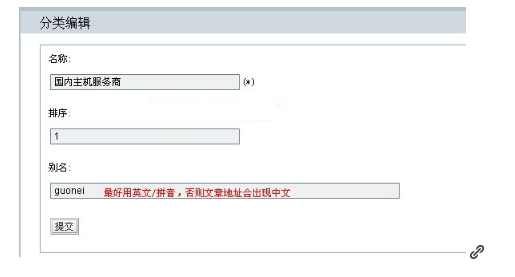 分类编辑
名称:
国内主机服务商 (*)
排序:
1
别名:
guonei 最好用英文/拼音，否则文章地址会出现中文
提交